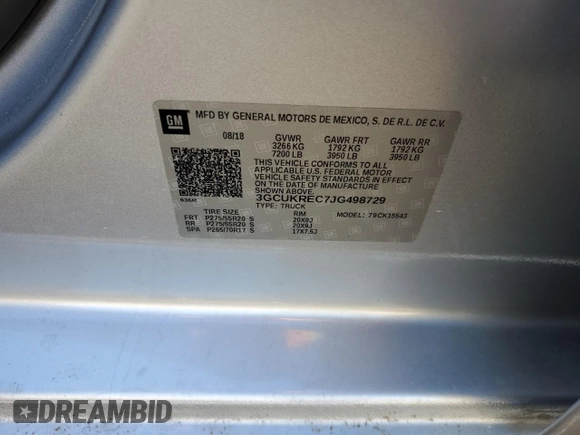 GM MFD BY GENERAL MOTORS DE MEXICO, S. DE R.L. DE C.V.
08/18 GVWR GAWR FRT GAWR RR
3266 KG 1792 KG 1792 KG
7200 LB 3950 LB 3950 LB
THIS VEHICLE CONFORMS TO ALL
APPLICABLE U.S. FEDERAL MOTOR
VEHICLE SAFETY STANDARDS IN
EFFECT ON THE DATE OF MANUFACTURE
SHOWN ABOVE.
3GCUKREC7JG498729
TYPE: TRUCK MODEL: 79CK15543
TIRE SIZE RIM
FRT P275/55R20 S 20X9J
RR P275/55R20 S 20X9J
SPA P265/70R17 S 17X7.5J
DREAMBID